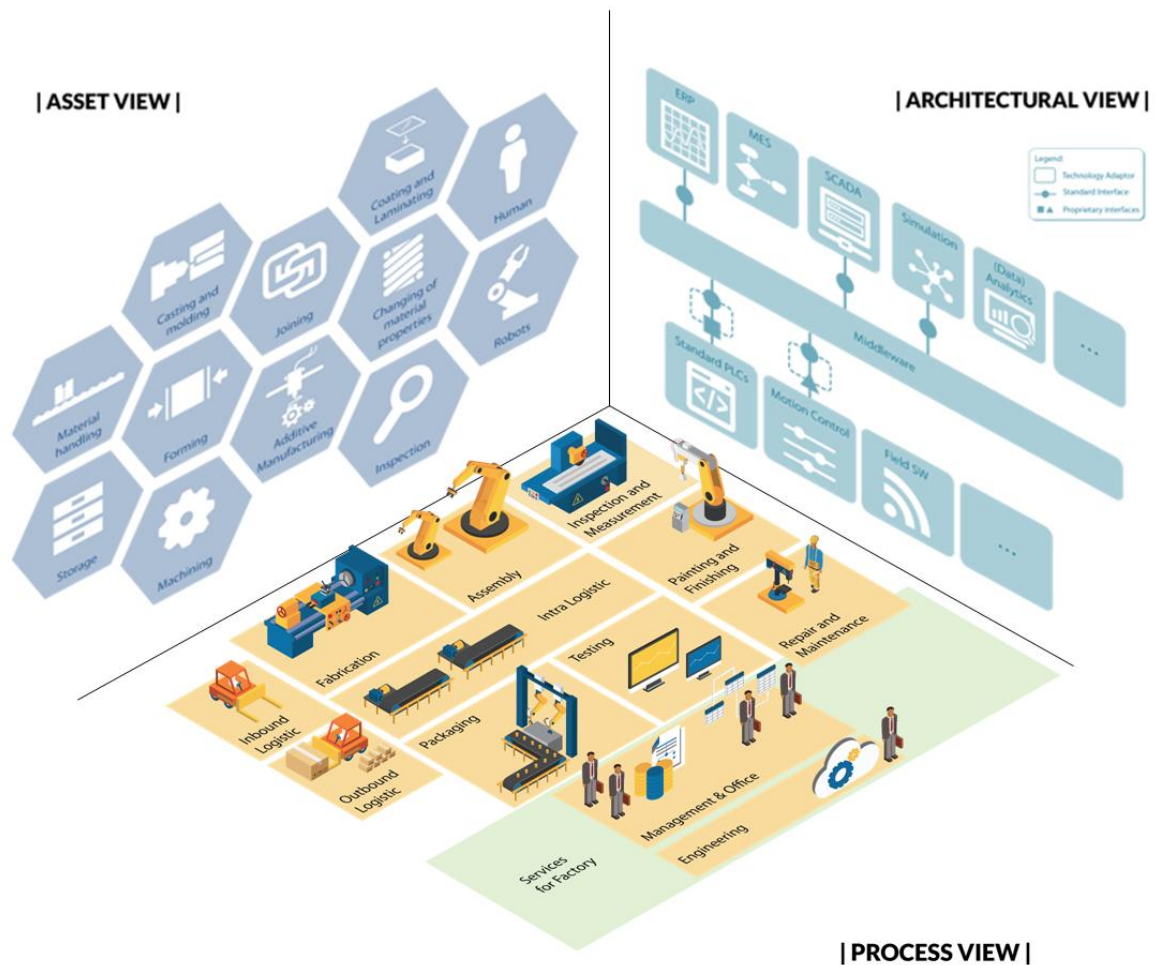 | ASSET VIEW |
Coating and
Laminating
Human
Casting and
molding
Joining
Changing of
material
properties
Robots
Material
handling
Forming
Additive
Manufacturing
Inspection
Storage
Machining
| ARCHITECTURAL VIEW |
Legend:
Technology Adaptor
Standard Interface
Proprietary Interfaces
ERP
MES
SCADA
Simulation
(Data)
Analytics
...
Middleware
Standard PLCs
Motion Control
Field SW
...
Inspection and
Measurement
Assembly
Painting and
Finishing
Intra Logistic
Fabrication
Testing
Repair and
Maintenance
Inbound
Logistic
Packaging
Outbound
Logistic
Management & Office
Engineering
Services
for Factory
| PROCESS VIEW |